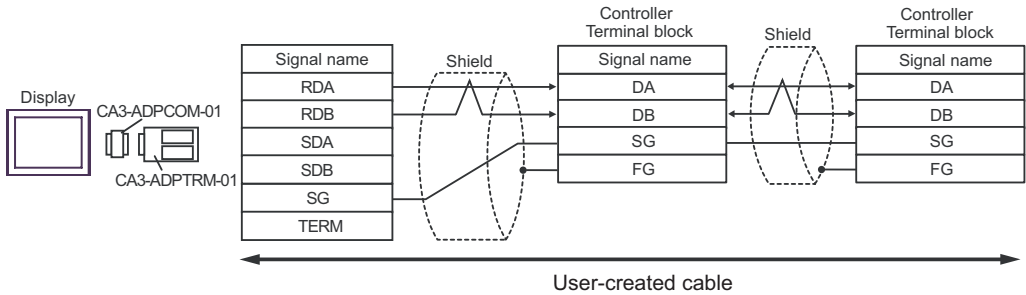 Display
CA3-ADPCOM-01
CA3-ADPTRM-01
Signal name
RDA
RDB
SDA
SDB
SG
TERM
Shield
Controller
Terminal block
Signal name
DA
DB
SG
FG
Shield
Controller
Terminal block
Signal name
DA
DB
SG
FG
User-created cable